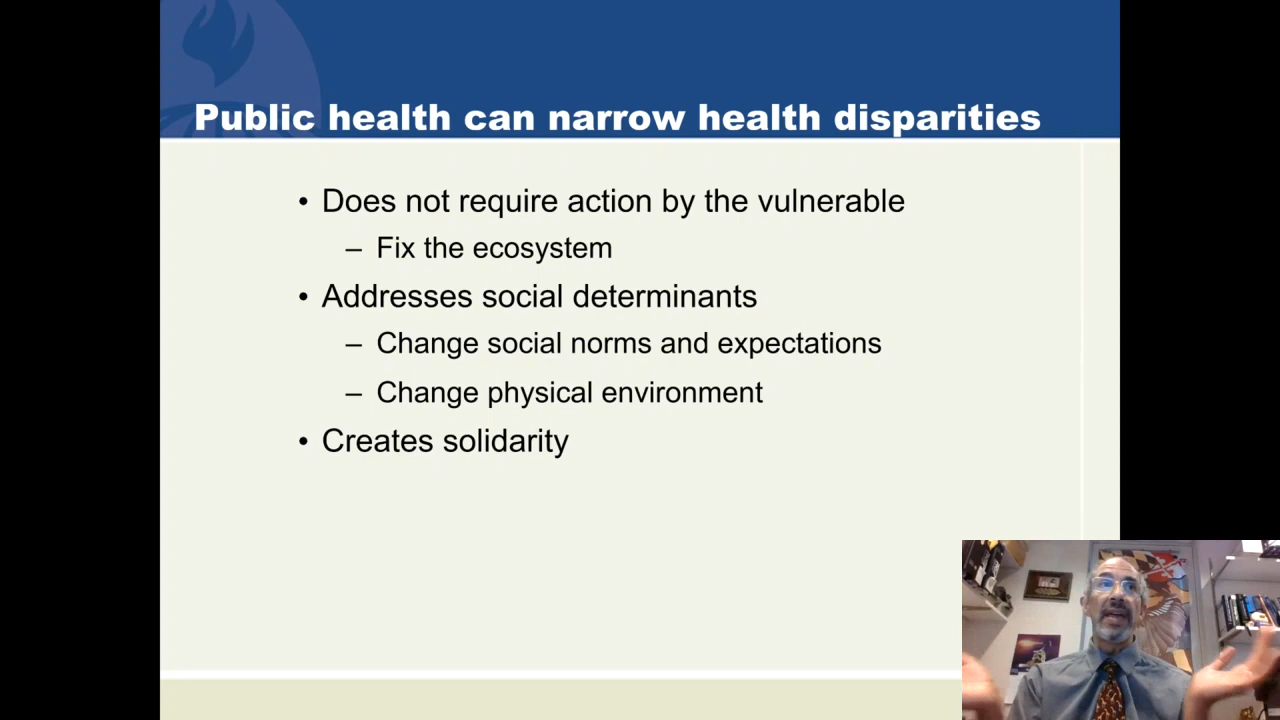 Public health can narrow health disparities
• Does not require action by the vulnerable
– Fix the ecosystem
• Addresses social determinants
– Change social norms and expectations
– Change physical environment
• Creates solidarity